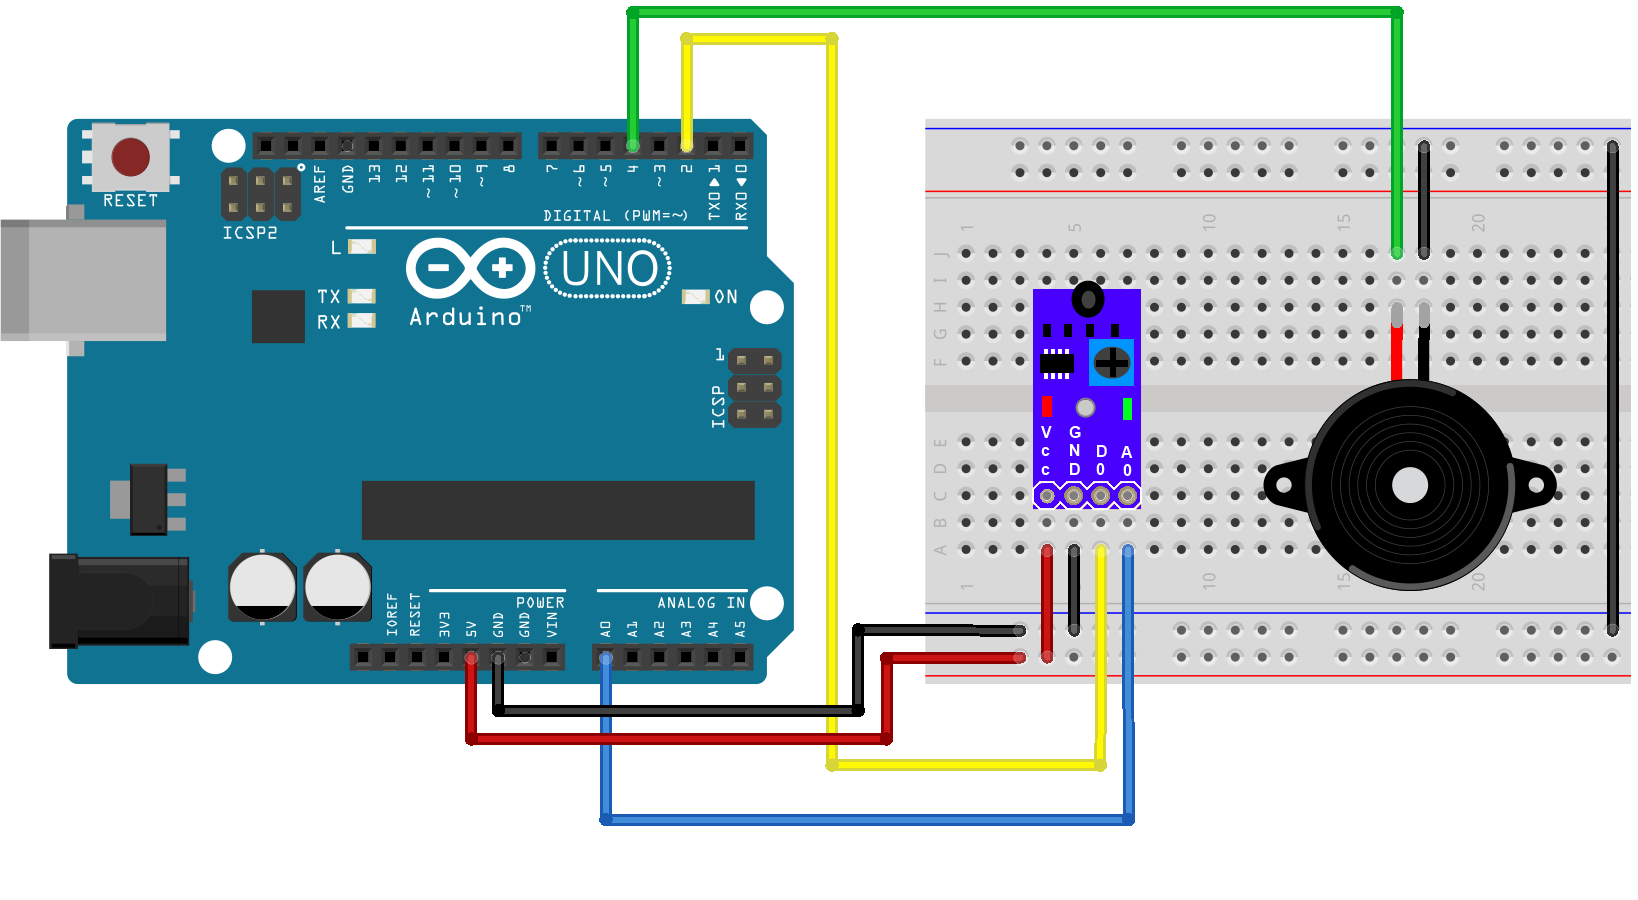 RESET
ICSP2
AREF
GND
13
12
~11
~10
~9
8
7
~6
~5
4
~3
2
TX0▶1
RX0◀0
DIGITAL (PWM=~)
L
TX
RX
UNO
Arduino™
ON
1
ICSP
IOREF
RESET
3V3
5V
GND
GND
VIN
POWER
A0
A1
A2
A3
A4
A5
ANALOG IN
1
5
10
15
20
J
I
H
G
F
E
D
C
B
A
Vcc
GND
D0
A0
1
10
15
20